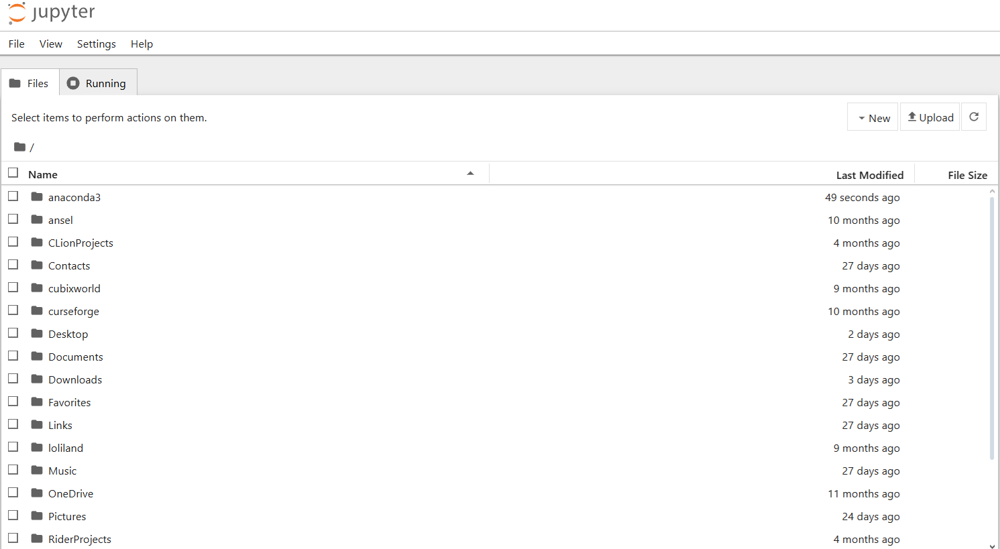 jupyter
File View Settings Help
Files Running
Select items to perform actions on them.
New Upload
/
Name Last Modified File Size
anaconda3 49 seconds ago
ansel 10 months ago
CLionProjects 4 months ago
Contacts 27 days ago
cubixworld 9 months ago
curseforge 10 months ago
Desktop 2 days ago
Documents 27 days ago
Downloads 3 days ago
Favorites 27 days ago
Links 27 days ago
loliland 9 months ago
Music 27 days ago
OneDrive 11 months ago
Pictures 24 days ago
RiderProjects 4 months ago